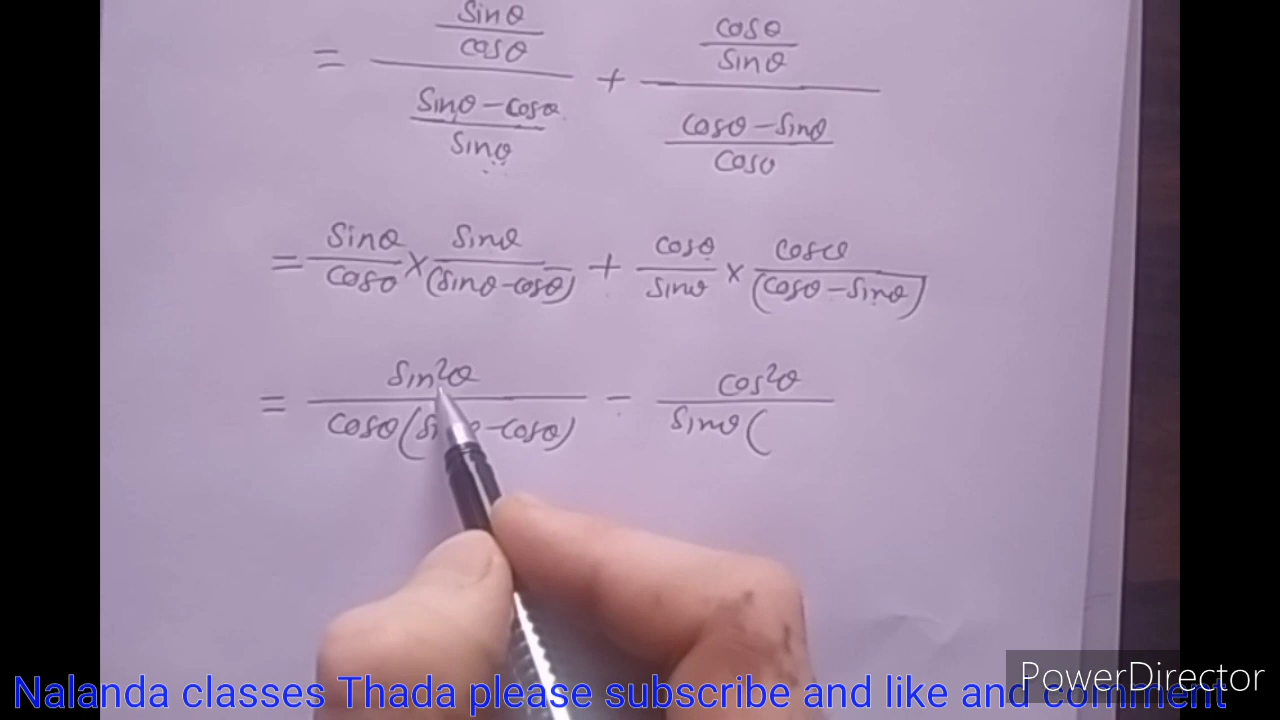 = (sinθ/cosθ)/((sinθ-cosθ)/sinθ) + (cosθ/sinθ)/((cosθ-sinθ)/cosθ)
= sinθ/cosθ × sinθ/(sinθ-cosθ) + cosθ/sinθ × cosθ/(cosθ-sinθ)
= sin²θ/cosθ(si -cosθ) - cos²θ/sinθ(
PowerDirector
Nalanda classes Thada please subscribe and like and comment